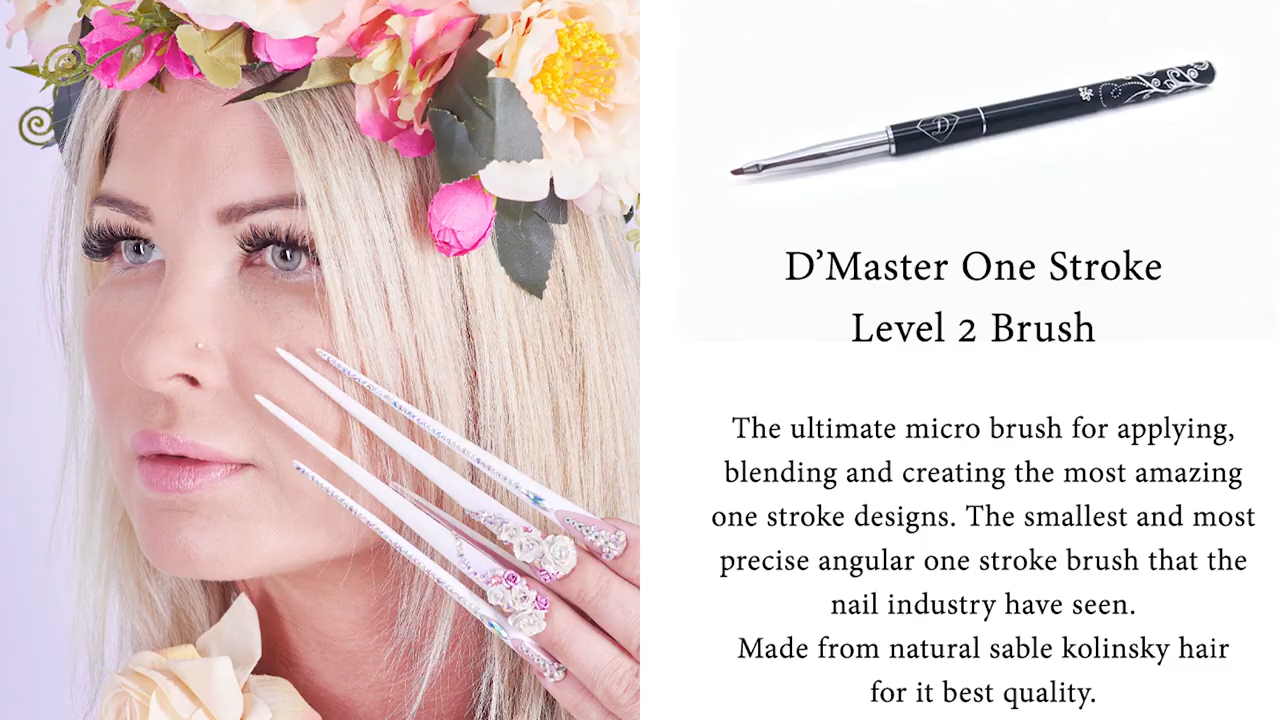 D
D’Master One Stroke
Level 2 Brush
The ultimate micro brush for applying,
blending and creating the most amazing
one stroke designs. The smallest and most
precise angular one stroke brush that the
nail industry have seen.
Made from natural sable kolinsky hair
for it best quality.